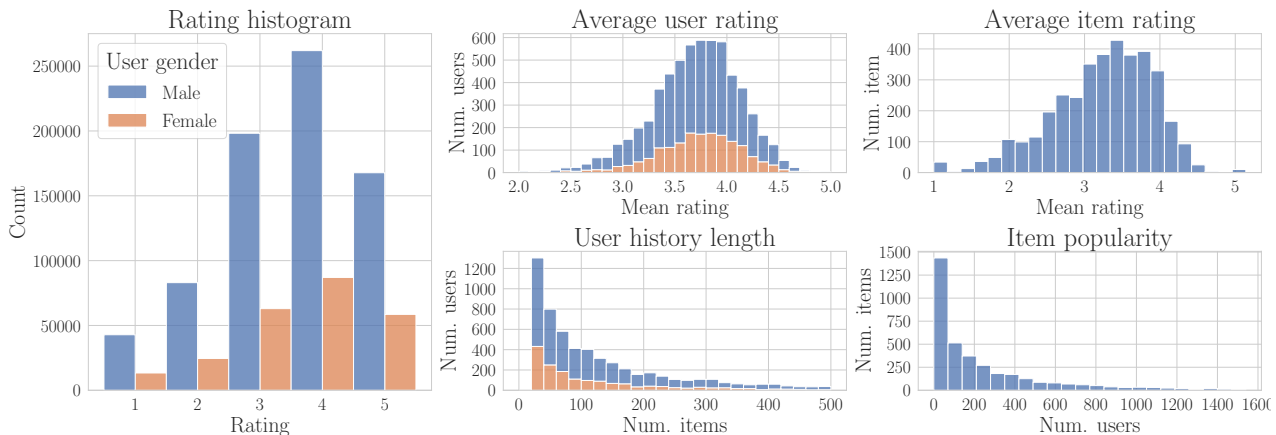 Rating histogram
User gender
Male
Female
250000
200000
150000
100000
50000
0
Count
1 2 3 4 5
Rating
Average user rating
600
500
400
300
200
100
0
Num. users
2.0 2.5 3.0 3.5 4.0 4.5 5.0
Mean rating
Average item rating
400
300
200
100
0
Num. item
1 2 3 4 5
Mean rating
User history length
1200
1000
800
600
400
200
0
Num. users
0 100 200 300 400 500
Num. items
Item popularity
1500
1250
1000
750
500
250
0
Num. items
0 200 400 600 800 1000 1200 1400 1600
Num. users